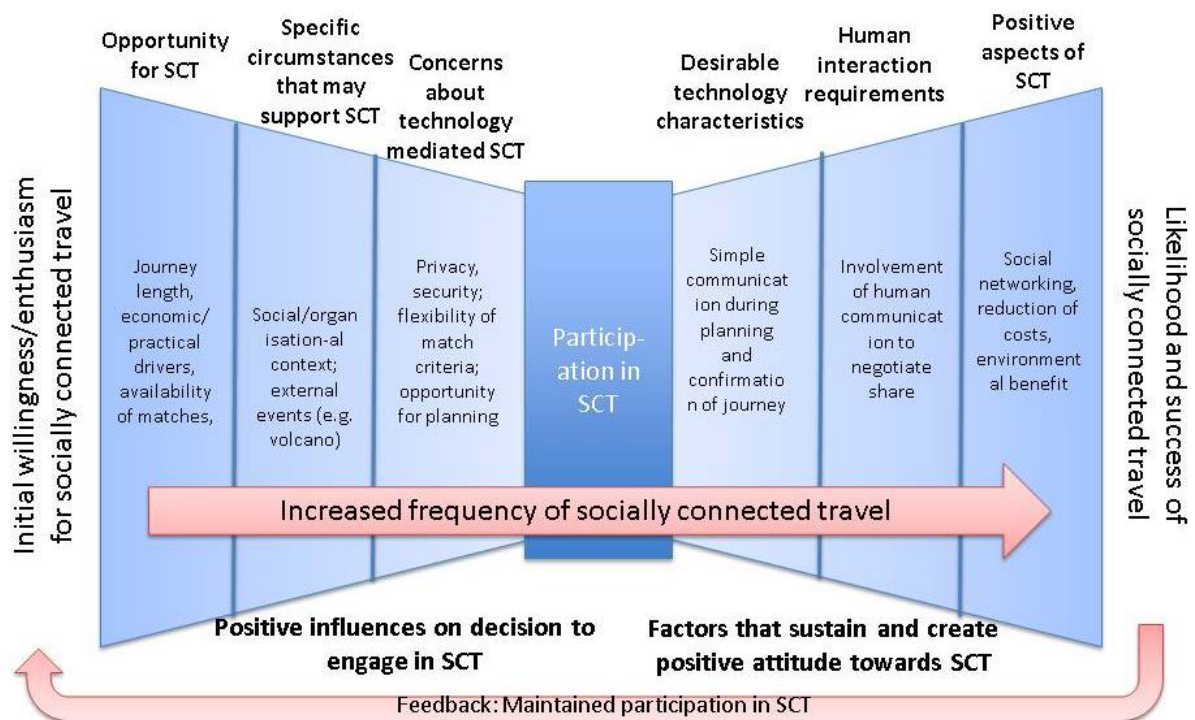 Opportunity
for SCT
Specific
circumstances
that may
support SCT
Concerns
about
technology
mediated SCT
Desirable
technology
characteristics
Human
interaction
requirements
Positive
aspects of
SCT
Initial willingness/enthusiasm
for socially connected travel
Journey
length,
economic/
practical
drivers,
availability
of matches,
Social/organ
isation-al
context;
external
events (e.g.
volcano)
Privacy,
security;
flexibility of
match
criteria;
opportunity
for planning
Particip-
ation in
SCT
Simple
communicat
ion during
planning
and
confirmatio
n of journey
Involvement
of human
communicat
ion to
negotiate
share
Social
networking,
reduction of
costs,
environment
al benefit
Likelihood and success of
socially connected travel
Increased frequency of socially connected travel
Positive influences on decision to
engage in SCT
Factors that sustain and create
positive attitude towards SCT
Feedback: Maintained participation in SCT